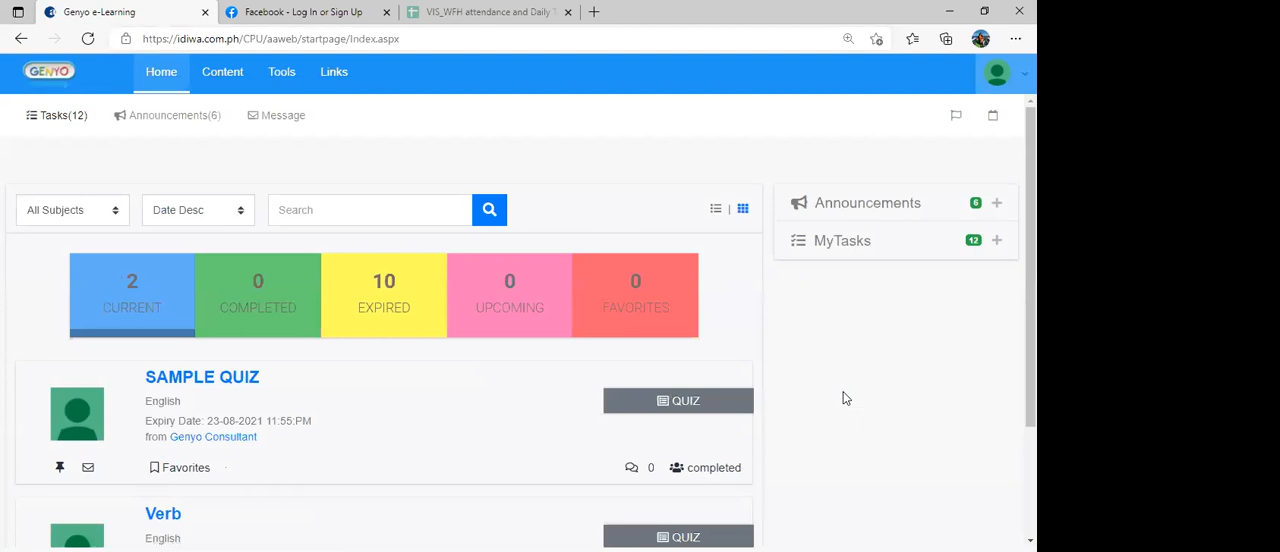 Genyo e-Learning
Facebook - Log In or Sign Up
VIS_WFH attendance and Daily T
https://idiwa.com.ph/CPU/aaweb/startpage/Index.aspx
GENYO
Home Content Tools Links
Tasks(12) Announcements(6) Message
All Subjects Date Desc Search
Announcements 6
MyTasks 12
2 0 10 0 0
CURRENT COMPLETED EXPIRED UPCOMING FAVORITES
SAMPLE QUIZ
English
QUIZ
Expiry Date: 23-08-2021 11:55:PM
from Genyo Consultant
Favorites 0 completed
Verb
English
QUIZ